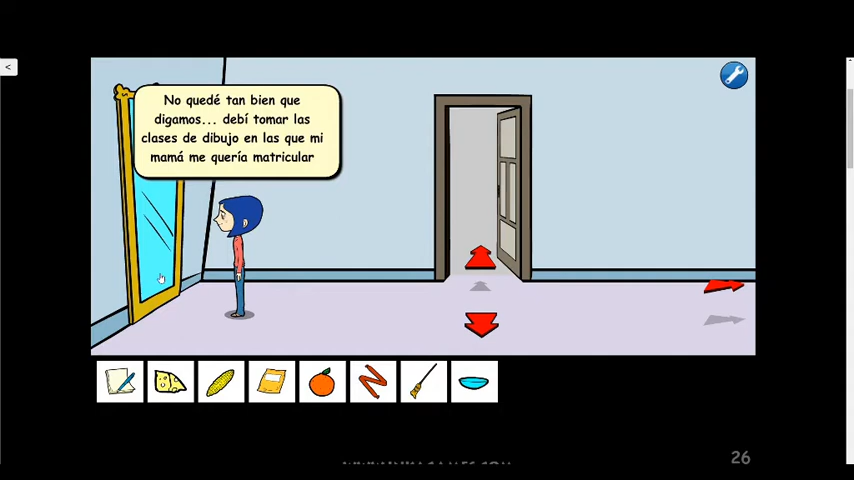 <
No quedé tan bien que
digamos... debí tomar las
clases de dibujo en las que mi
mamá me quería matricular
26